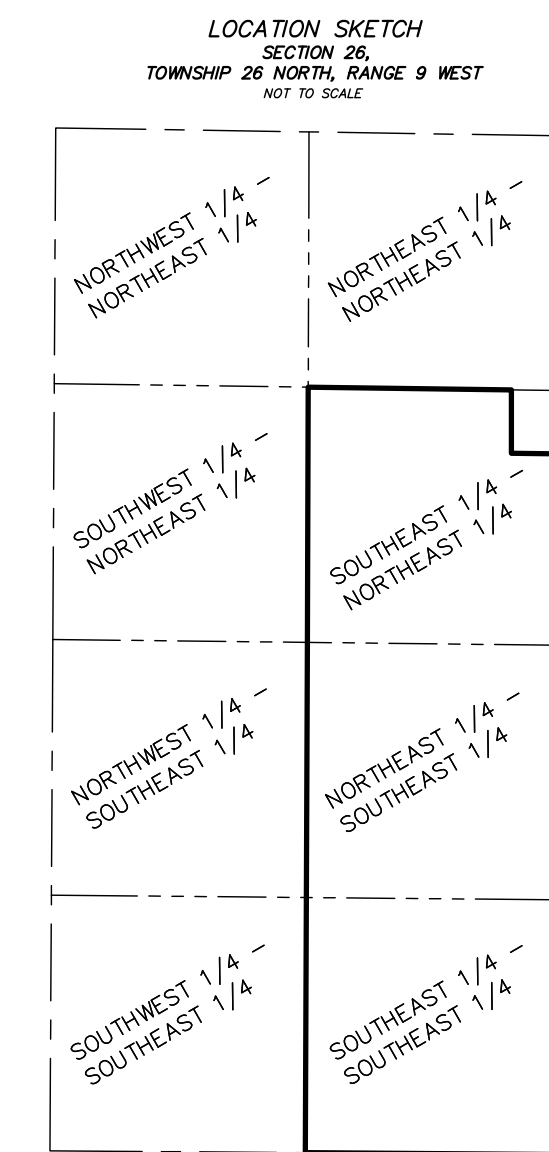 LOCATION SKETCH
SECTION 26,
TOWNSHIP 26 NORTH, RANGE 9 WEST
NOT TO SCALE
NORTHWEST 1/4 –
NORTHEAST 1/4
NORTHEAST 1/4 –
NORTHEAST 1/4
SOUTHWEST 1/4 –
NORTHEAST 1/4
SOUTHEAST 1/4 –
NORTHEAST 1/4
NORTHWEST 1/4 –
SOUTHEAST 1/4
NORTHEAST 1/4 –
SOUTHEAST 1/4
SOUTHWEST 1/4 –
SOUTHEAST 1/4
SOUTHEAST 1/4 –
SOUTHEAST 1/4